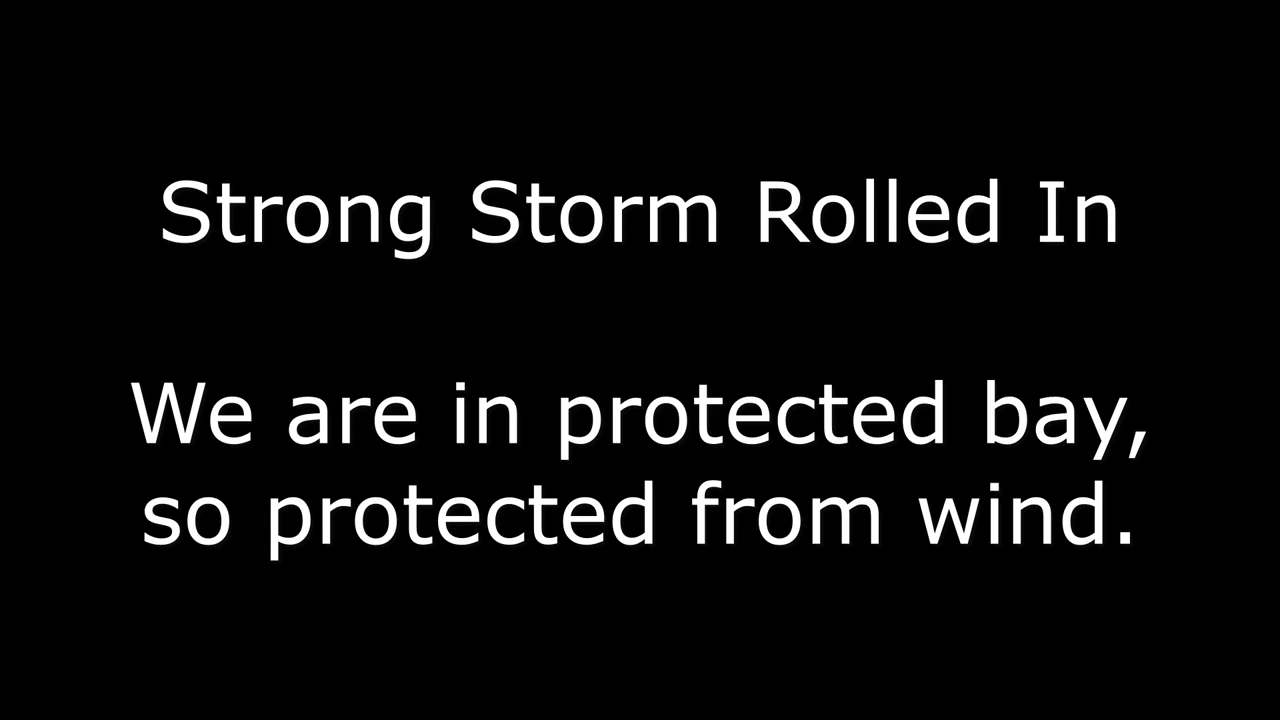 Strong Storm Rolled In
We are in protected bay,
so protected from wind.